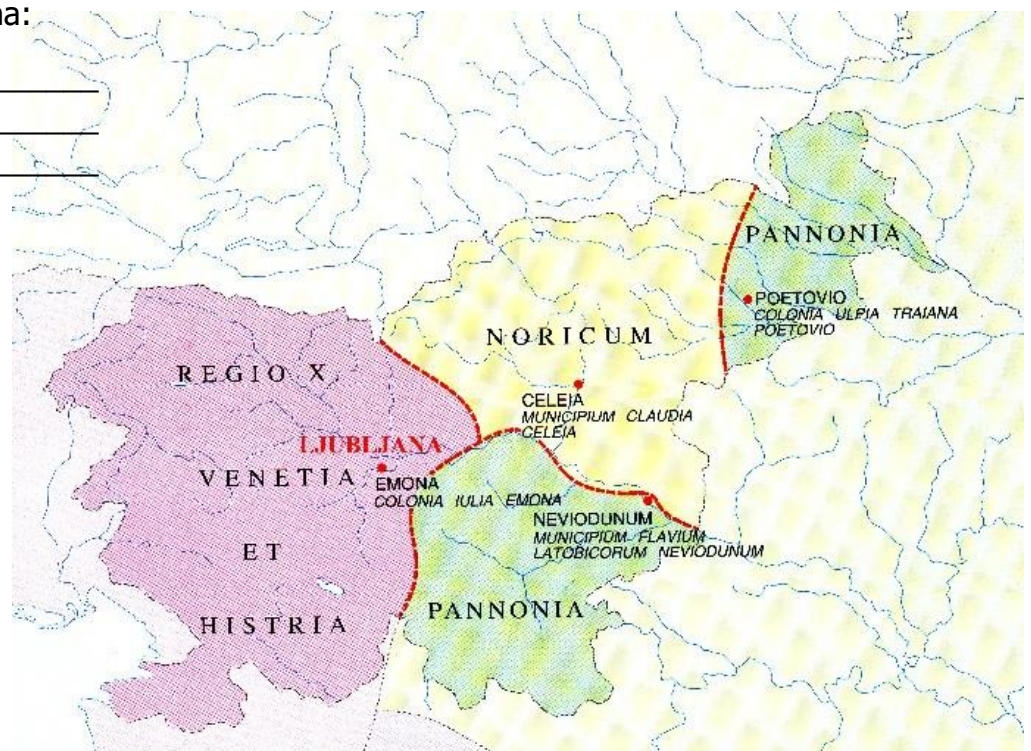 na:
PANNONIA
POETOVIO
COLONIA ULPIA TRAIANA
POETOVIO
NORICUM
REGIO X
CELEIA
MUNICIPIUM CLAUDIA
CELEIA
LJUBLJANA
VENETIA
EMONA
COLONIA IULIA EMONA
NEVIODUNUM
MUNICIPIUM FLAVIUM
LATOBICORUM NEVIODUNUM
ET
PANNONIA
HISTRIA